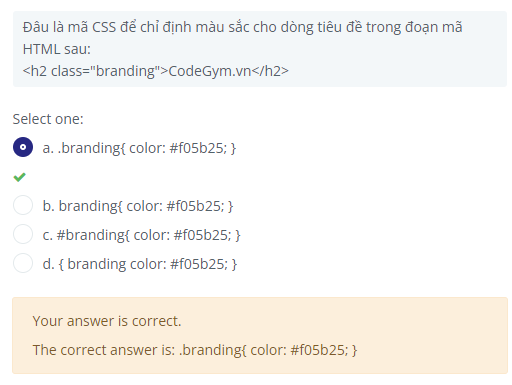 Đâu là mã CSS để chỉ định màu sắc cho dòng tiêu đề trong đoạn mã
HTML sau:
<h2 class="branding">CodeGym.vn</h2>
Select one:
a. .branding{ color: #f05b25; }
b. branding{ color: #f05b25; }
c. #branding{ color: #f05b25; }
d. { branding color: #f05b25; }
Your answer is correct.
The correct answer is: .branding{ color: #f05b25; }